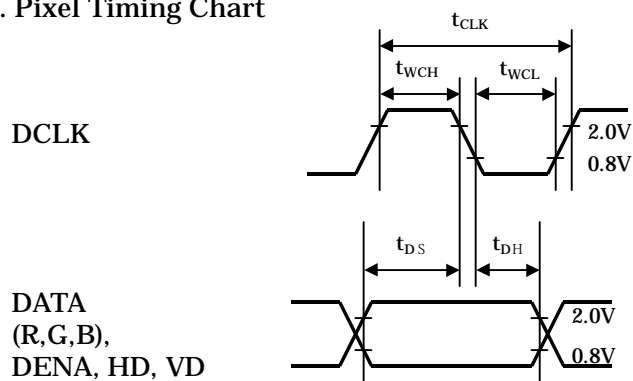 . Pixel Timing Chart
tCLK
tWCH
tWCL
DCLK
2.0V
0.8V
tDS
tDH
DATA
(R,G,B),
DENA, HD, VD
2.0V
0.8V